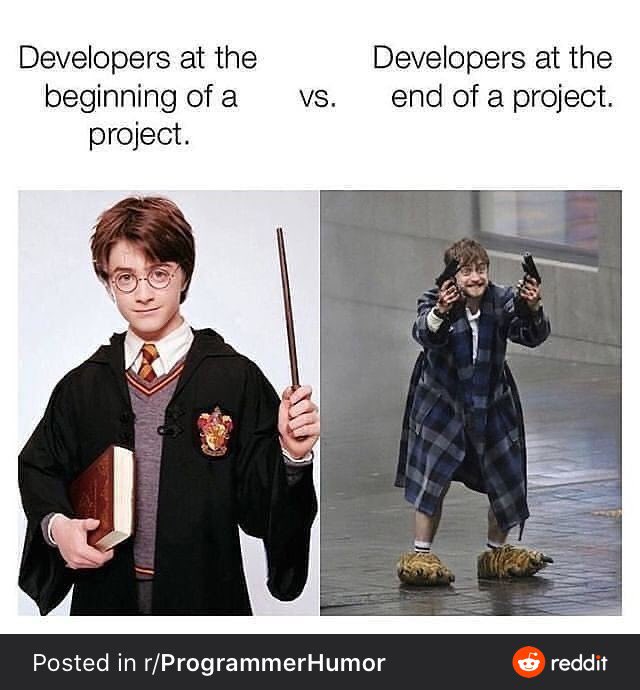 Developers at the
beginning of a
project.
vs.
Developers at the
end of a project.
Posted in r/ProgrammerHumor
reddit